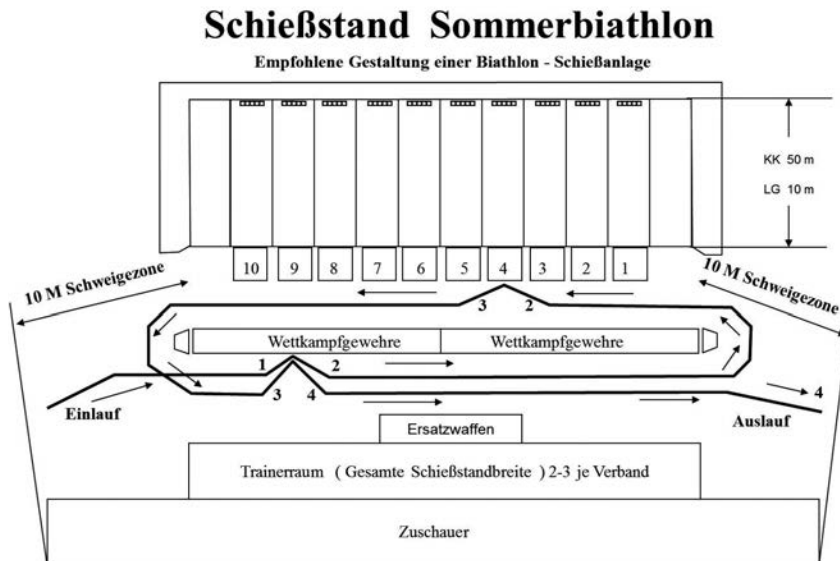 Schießstand Sommerbiathlon
Empfohlene Gestaltung einer Biathlon - Schießanlage
KK 50 m
LG 10 m
10 9 8 7 6 5 4 3 2 1
10 M Schweigezone
10 M Schweigezone
3 2
Wettkampfgewehre Wettkampfgewehre
1 2
3 4
4
Einlauf
Auslauf
Ersatzwaffen
Trainerraum ( Gesamte Schießstandbreite ) 2-3 je Verband
Zuschauer